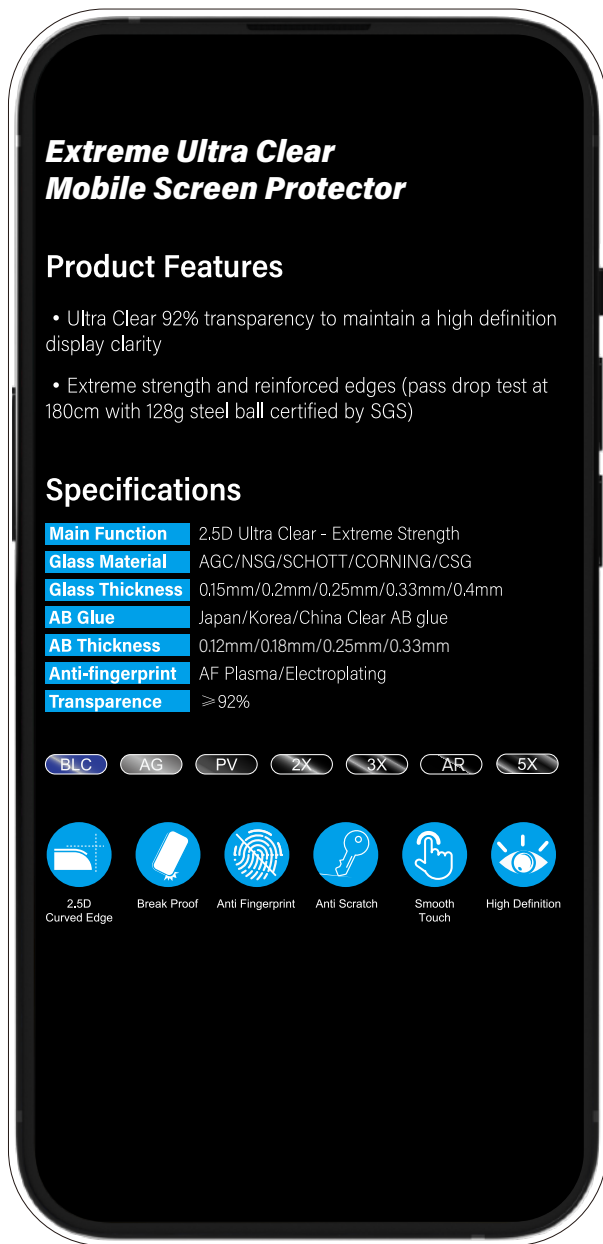 Extreme Ultra Clear
Mobile Screen Protector
Product Features
• Ultra Clear 92% transparency to maintain a high definition
display clarity
• Extreme strength and reinforced edges (pass drop test at
180cm with 128g steel ball certified by SGS)
Specifications
Main Function 2.5D Ultra Clear - Extreme Strength
Glass Material AGC/NSG/SCHOTT/CORNING/CSG
Glass Thickness 0.15mm/0.2mm/0.25mm/0.33mm/0.4mm
AB Glue Japan/Korea/China Clear AB glue
AB Thickness 0.12mm/0.18mm/0.25mm/0.33mm
Anti-fingerprint AF Plasma/Electroplating
Transparence ≥92%
BLC AG PV 2X 3X AR 5X
2.5D
Curved Edge
Break Proof
Anti Fingerprint
Anti Scratch
Smooth
Touch
High Definition